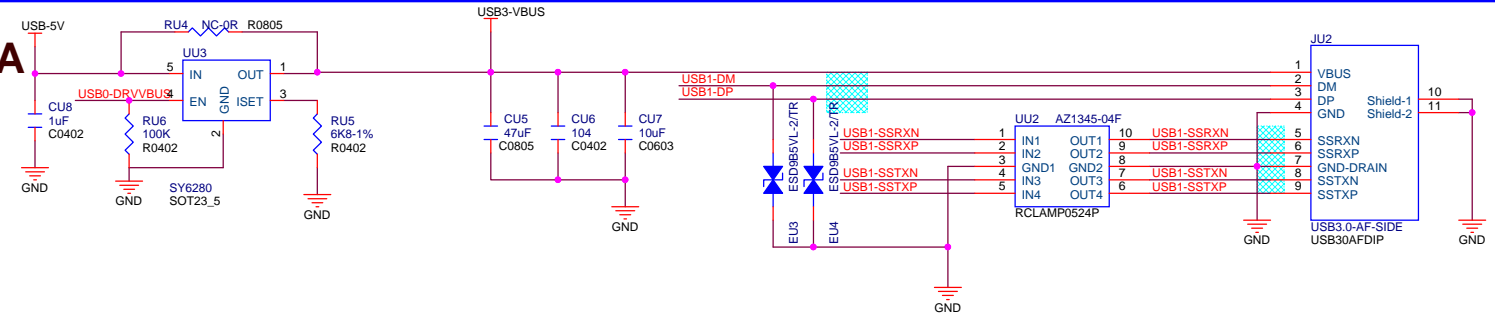 USB-5V
A
RU4 NC-0R R0805
USB3-VBUS
UU3
5 IN OUT 1
USB0-DRVVBUS 4 EN ISET 3
GND
2
CU8
1uF
C0402
GND
RU6
100K
R0402
GND
SY6280
SOT23_5
RU5
6K8-1%
R0402
GND
CU5
47uF
C0805
CU6
104
C0402
CU7
10uF
C0603
GND
USB1-DM
USB1-DP
ESD9B5VL-2/TR
EU3
ESD9B5VL-2/TR
EU4
GND
UU2 AZ1345-04F
USB1-SSRXN 1 IN1 OUT1 10 USB1-SSRXN
USB1-SSRXP 2 IN2 OUT2 9 USB1-SSRXP
3 GND1 GND2 8
USB1-SSTXN 4 IN3 OUT3 7 USB1-SSTXN
USB1-SSTXP 5 IN4 OUT4 6 USB1-SSTXP
RCLAMP0524P
JU2
1 VBUS
2 DM
3 DP
4 GND
5 SSRXN
6 SSRXP
7 GND-DRAIN
8 SSTXN
9 SSTXP
Shield-1 10
Shield-2 11
USB3.0-AF-SIDE
USB30AFDIP
GND
GND